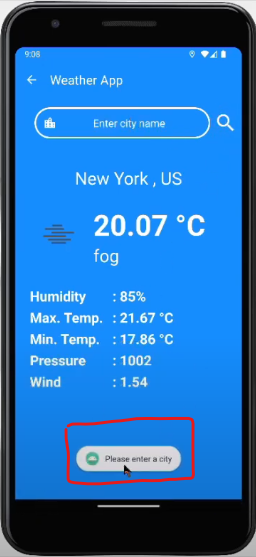 9:08
Weather App
Enter city name
New York , US
20.07 °C
fog
Humidity : 85%
Max. Temp. : 21.67 °C
Min. Temp. : 17.86 °C
Pressure : 1002
Wind : 1.54
Please enter a city